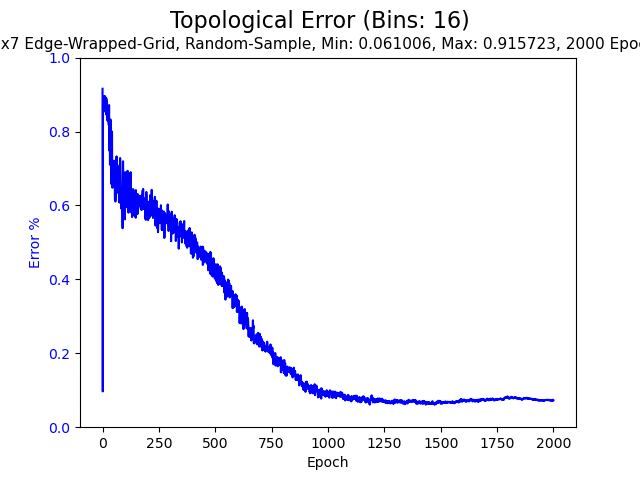 Topological Error (Bins: 16)
x7 Edge-Wrapped-Grid, Random-Sample, Min: 0.061006, Max: 0.915723, 2000 Epo
1.0
0.8
0.6
0.4
0.2
0.0
Error %
0 250 500 750 1000 1250 1500 1750 2000
Epoch